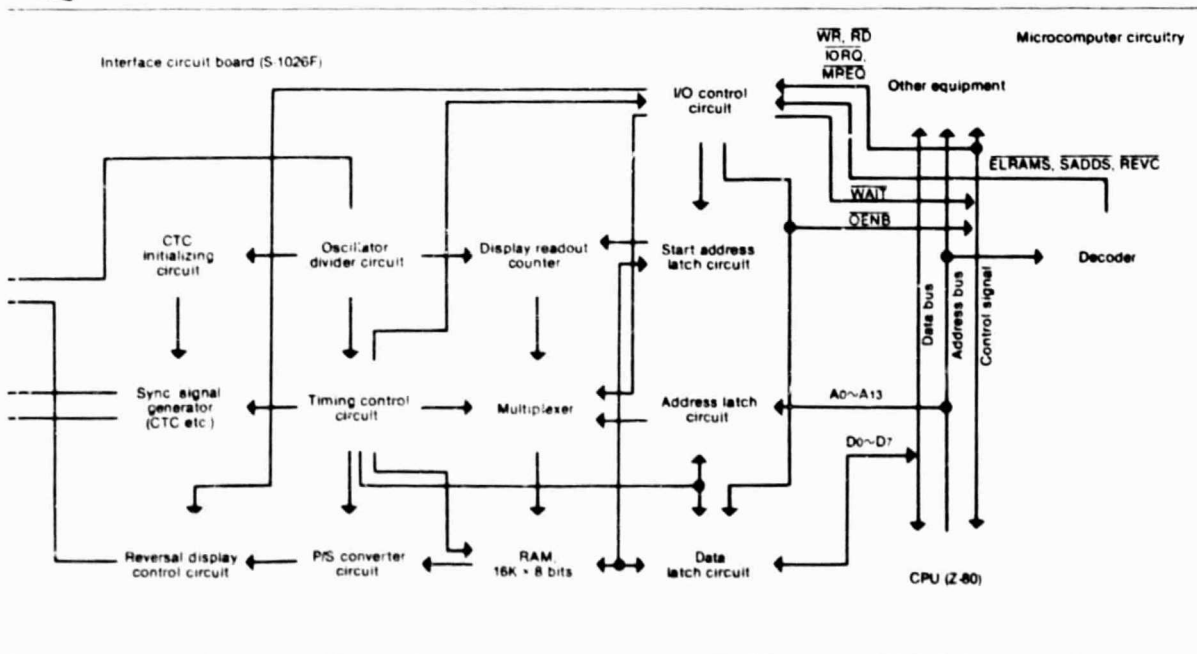 Interface circuit board (S-1026F)
WR, RD
IORQ,
MPEQ
Microcomputer circuitry
I/O control
circuit
Other equipment
ELRAMS, SADDS, REVC
WAIT
OENB
CTC
initializing
circuit
Oscillator
divider circuit
Display readout
counter
Start address
latch circuit
Decoder
Data bus
Address bus
Control signal
Sync signal
generator
(CTC etc.)
Timing control
circuit
Multiplexer
Address latch
circuit
A0~A13
D0~D7
Reversal display
control circuit
P/S converter
circuit
RAM,
16K × 8 bits
Data
latch circuit
CPU (Z-80)